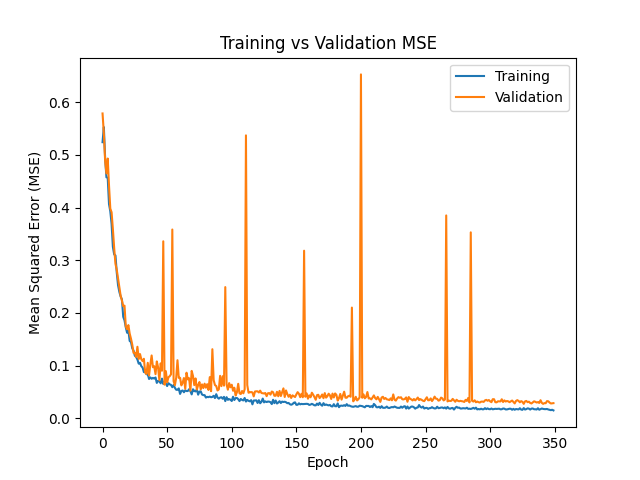 Training vs Validation MSE
Training
Validation
Mean Squared Error (MSE)
0.6
0.5
0.4
0.3
0.2
0.1
0.0
0 50 100 150 200 250 300 350
Epoch